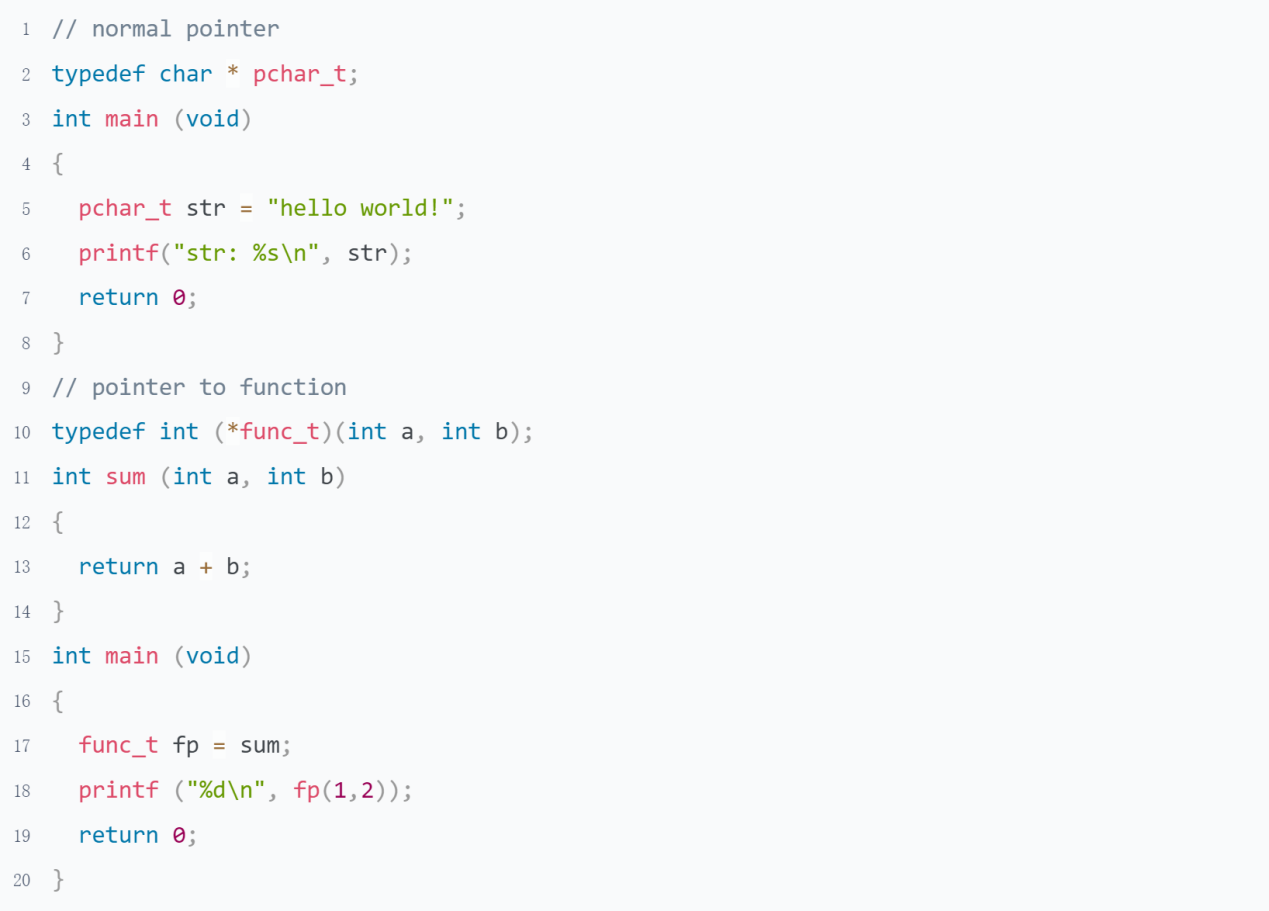 1 // normal pointer
2 typedef char * pchar_t;
3 int main (void)
4 {
5   pchar_t str = "hello world!";
6   printf("str: %s\n", str);
7   return 0;
8 }
9 // pointer to function
10 typedef int (*func_t)(int a, int b);
11 int sum (int a, int b)
12 {
13   return a + b;
14 }
15 int main (void)
16 {
17   func_t fp = sum;
18   printf ("%d\n", fp(1,2));
19   return 0;
20 }